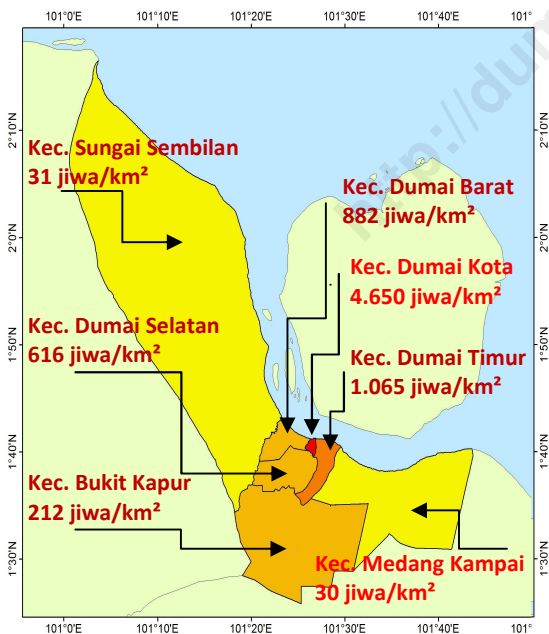 101°0'E 101°10'E 101°20'E 101°30'E 101°40'E 101°
http://dum
2°10'N
2°0'N
1°50'N
1°40'N
1°30'N
2°10'N
2°0'N
1°50'N
1°40'N
1°30'N
Kec. Sungai Sembilan
31 jiwa/km²
Kec. Dumai Barat
882 jiwa/km²
Kec. Dumai Kota
4.650 jiwa/km²
Kec. Dumai Selatan
616 jiwa/km²
Kec. Dumai Timur
1.065 jiwa/km²
Kec. Bukit Kapur
212 jiwa/km²
Kec. Medang Kampai
30 jiwa/km²
101°0'E 101°10'E 101°20'E 101°30'E 101°40'E 101°